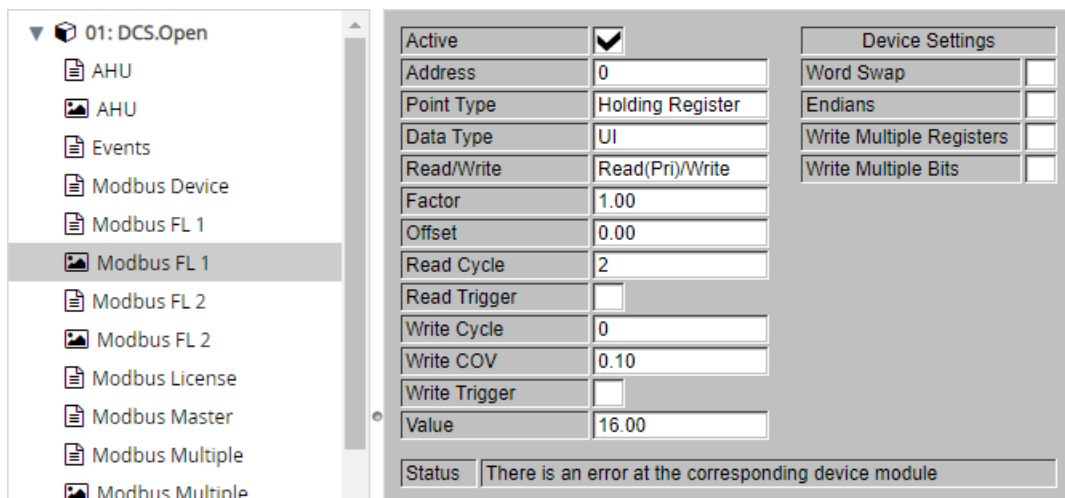 01: DCS.Open
AHU
AHU
Events
Modbus Device
Modbus FL 1
Modbus FL 1
Modbus FL 2
Modbus FL 2
Modbus License
Modbus Master
Modbus Multiple
Modbus Multiple
Active
Address 0
Point Type Holding Register
Data Type UI
Read/Write Read(Pri)/Write
Factor 1.00
Offset 0.00
Read Cycle 2
Read Trigger
Write Cycle 0
Write COV 0.10
Write Trigger
Value 16.00
Device Settings
Word Swap
Endians
Write Multiple Registers
Write Multiple Bits
Status There is an error at the corresponding device module